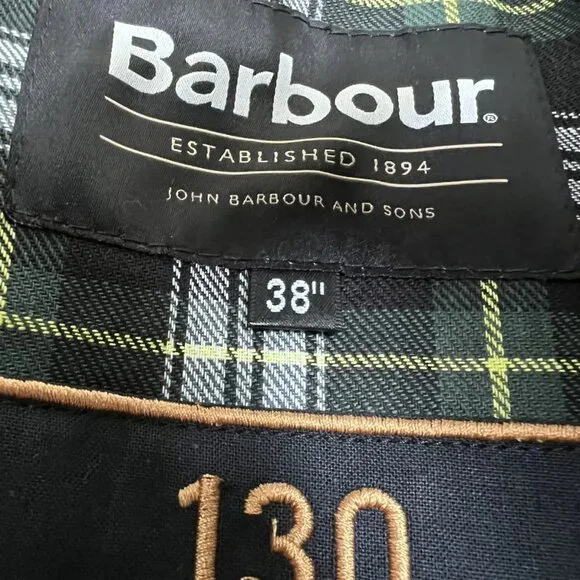 Barbour®
ESTABLISHED 1894
JOHN BARBOUR AND SONS
38"
130